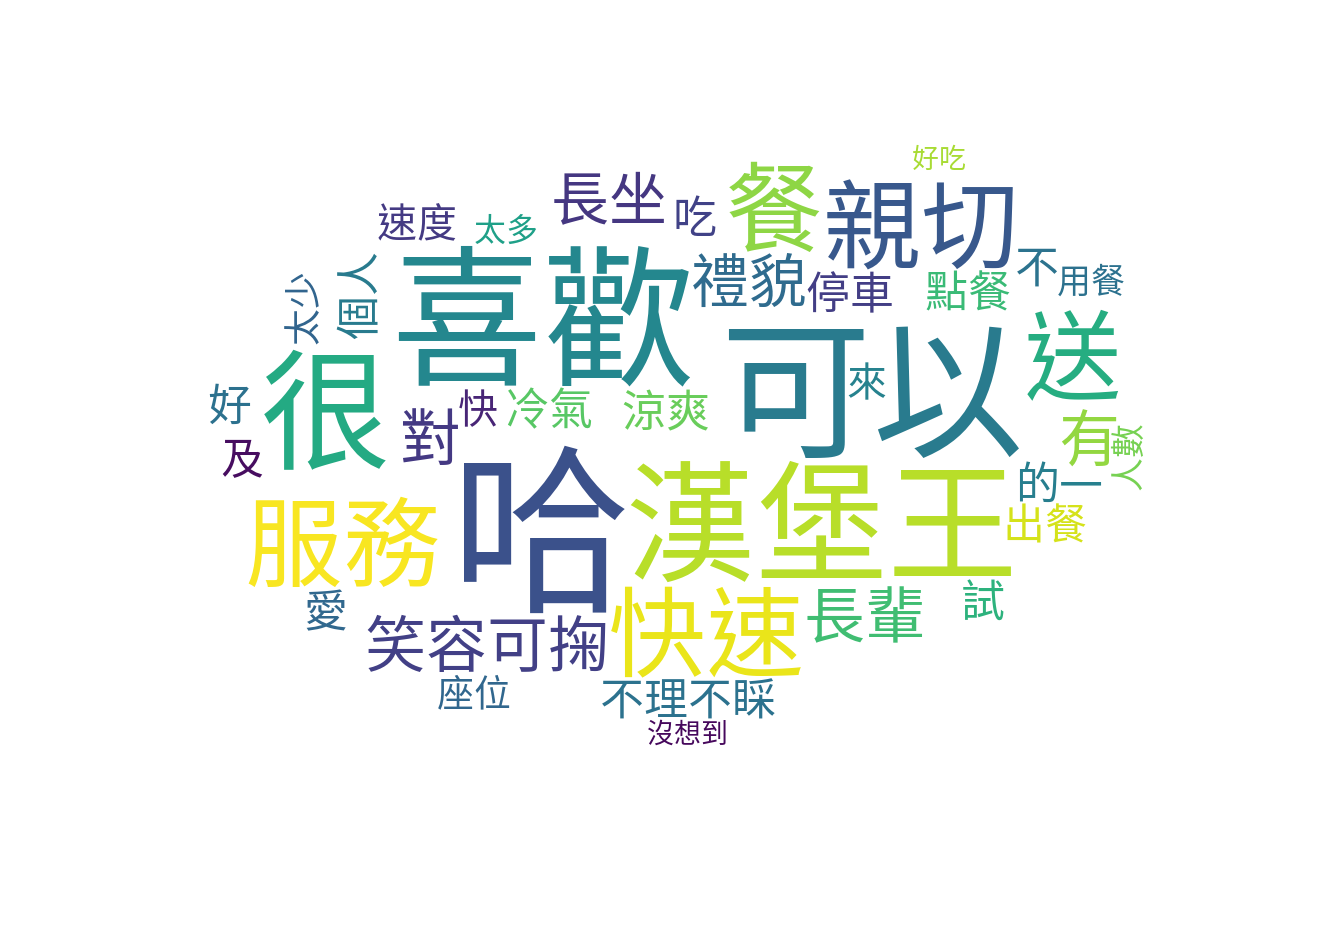 好吃
長坐
吃
餐
親切
速度
太多
喜歡
禮貌
停車
點餐
不
用餐
太少
個人
可以
送
很
好
對
快
冷氣
涼爽
來
有
人數
及
哈
漢堡王
的一
出餐
服務
愛
快速
長輩
試
笑容可掬
座位
不理不睬
沒想到